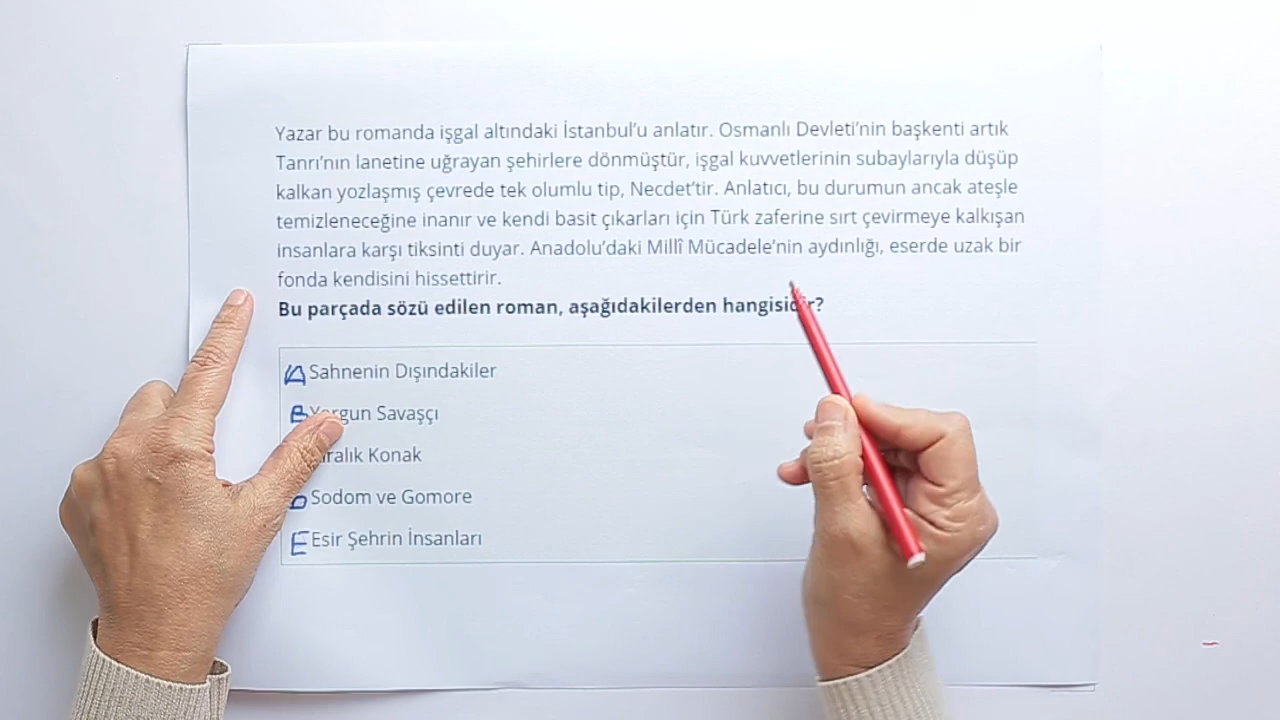 Yazar bu romanda işgal altındaki İstanbul’u anlatır. Osmanlı Devleti’nin başkenti artık
Tanrı’nın lanetine uğrayan şehirlere dönmüştür, işgal kuvvetlerinin subaylarıyla düşüp
kalkan yozlaşmış çevrede tek olumlu tip, Necdet’tir. Anlatıcı, bu durumun ancak ateşle
temizleneceğine inanır ve kendi basit çıkarları için Türk zaferine sırt çevirmeye kalkışan
insanlara karşı tiksinti duyar. Anadolu’daki Millî Mücadele’nin aydınlığı, eserde uzak bir
fonda kendisini hissettirir.
Bu parçada sözü edilen roman, aşağıdakilerden hangisidir?
A Sahnenin Dışındakiler
B Yorgun Savaşçı
Konak
D Sodom ve Gomore
E Esir Şehrin İnsanları